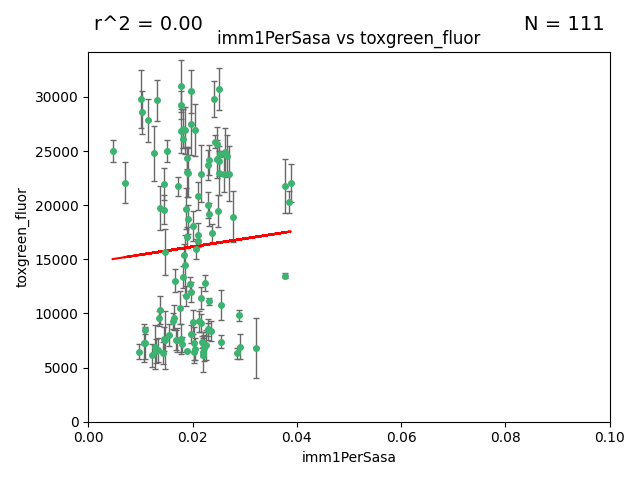 r^2 = 0.00
N = 111
imm1PerSasa vs toxgreen_fluor
toxgreen_fluor
30000
25000
20000
15000
10000
5000
0
0.00 0.02 0.04 0.06 0.08 0.10
imm1PerSasa